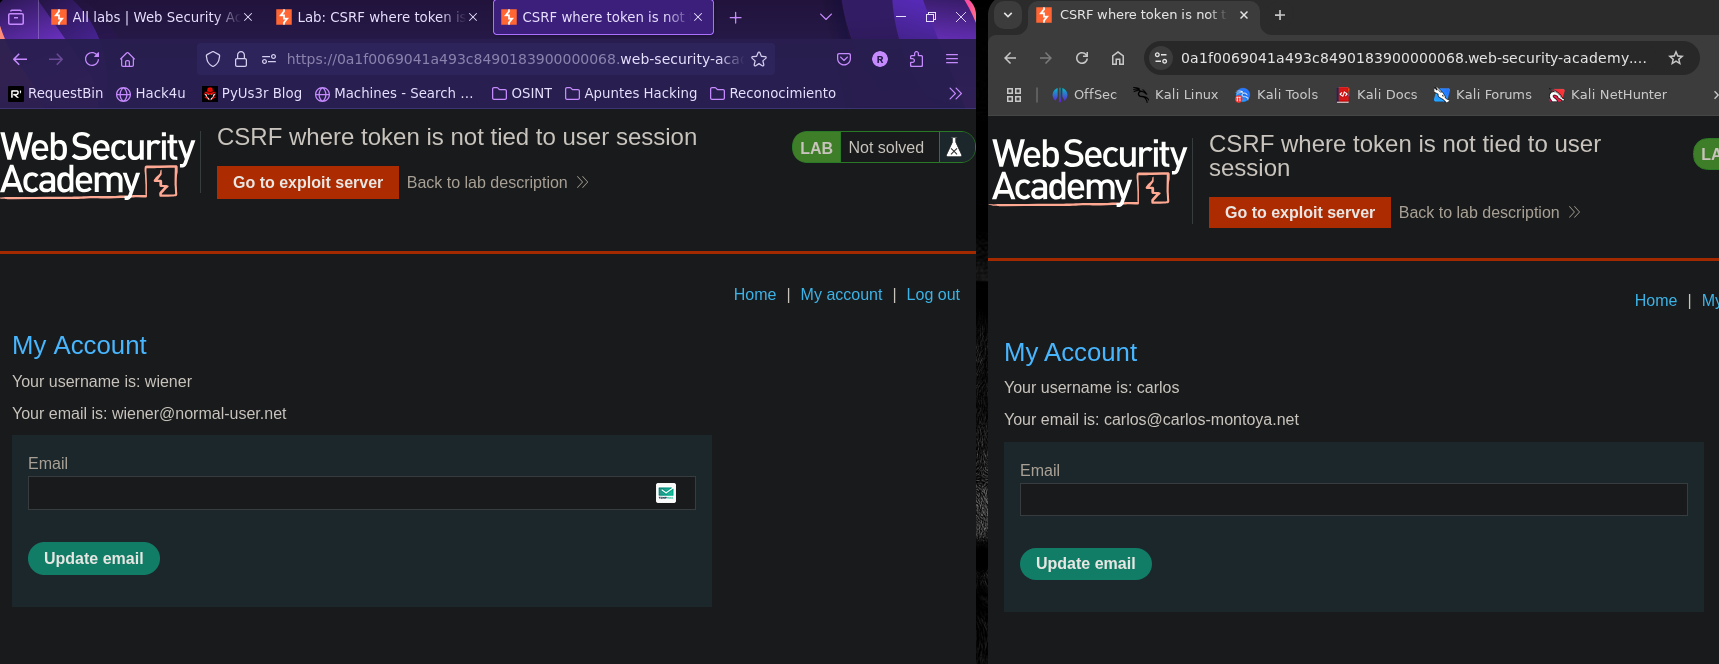 All labs | Web Security Ac
Lab: CSRF where token is
CSRF where token is not
https://0a1f0069041a493c8490183900000068.web-security-aca
R
RequestBin
Hack4u
PyUs3r Blog
Machines - Search ...
OSINT
Apuntes Hacking
Reconocimiento
Web Security
Academy
CSRF where token is not tied to user session
Go to exploit server
Back to lab description
LAB
Not solved
Home | My account | Log out
My Account
Your username is: wiener
Your email is: wiener@normal-user.net
Email
Update email
CSRF where token is not t
0a1f0069041a493c8490183900000068.web-security-academy....
OffSec
Kali Linux
Kali Tools
Kali Docs
Kali Forums
Kali NetHunter
Web Security
Academy
CSRF where token is not tied to user
session
Go to exploit server
Back to lab description
LA
Home | My
My Account
Your username is: carlos
Your email is: carlos@carlos-montoya.net
Email
Update email